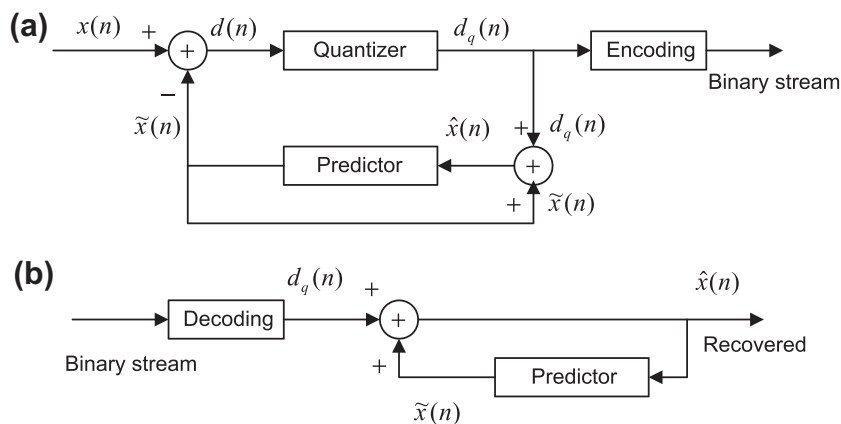 (a)
x(n) + + d(n) Quantizer d_q(n) Encoding
Binary stream
−
x̃(n) x̂(n) + d_q(n)
Predictor +
+ x̃(n)
(b)
d_q(n) + x̂(n)
Decoding +
Binary stream Recovered
+ Predictor
x̃(n)